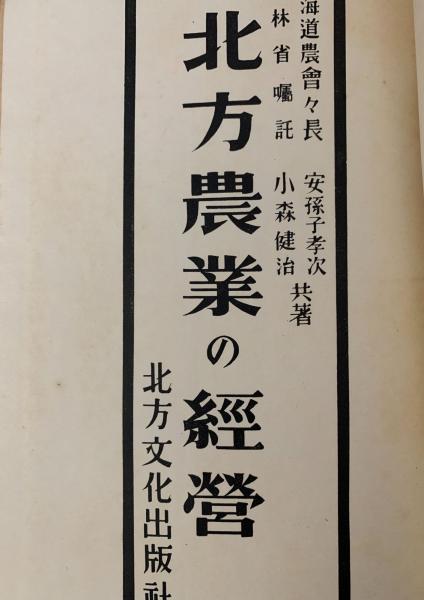 海道農會々長 安孫子孝次
林省囑託 小森健治
共著
北方農業の經營
北方文化出版社